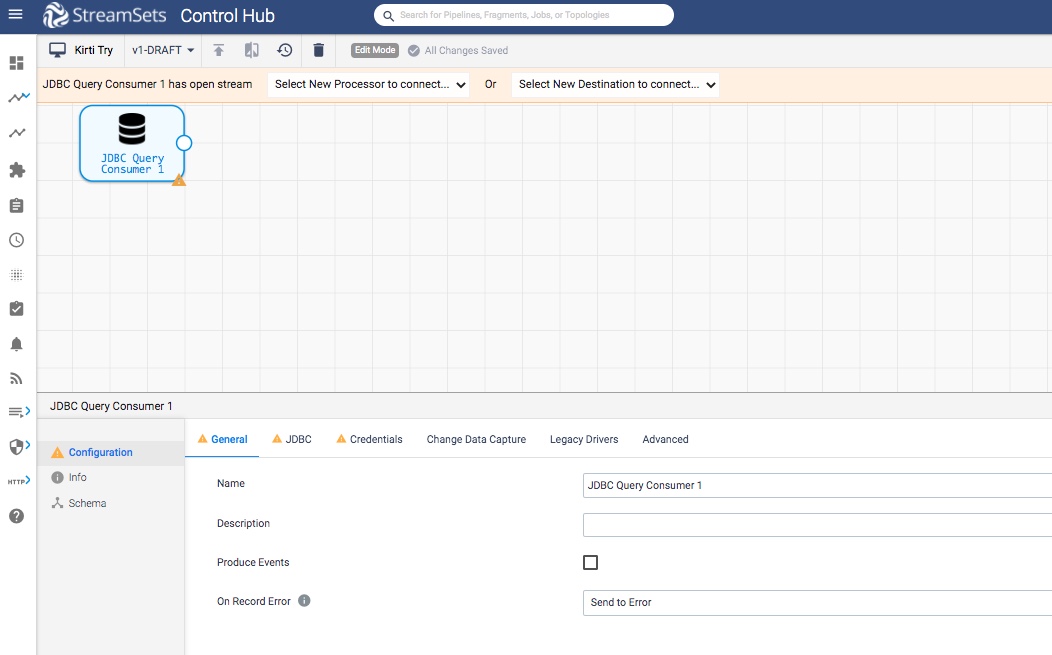 StreamSets Control Hub
Search for Pipelines, Fragments, Jobs, or Topologies
Kirti Try v1-DRAFT Edit Mode All Changes Saved
JDBC Query Consumer 1 has open stream Select New Processor to connect... Or Select New Destination to connect...
JDBC Query
Consumer 1
JDBC Query Consumer 1
General JDBC Credentials Change Data Capture Legacy Drivers Advanced
Configuration
Info
Schema
HTTP
Name JDBC Query Consumer 1
Description
Produce Events
On Record Error Send to Error